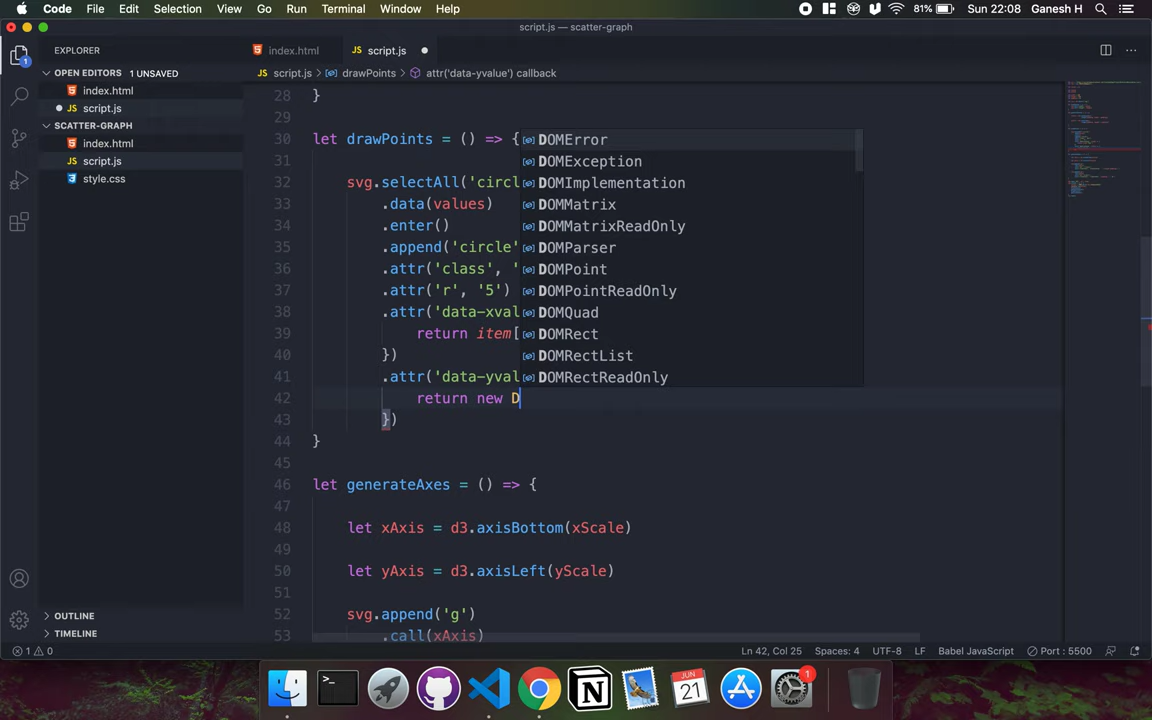 Code File Edit Selection View Go Run Terminal Window Help 81% Sun 22:08 Ganesh H
script.js — scatter-graph
EXPLORER
index.html
script.js
OPEN EDITORS 1 UNSAVED
script.js > drawPoints > attr('data-yvalue') callback
index.html
script.js
SCATTER-GRAPH
index.html
script.js
style.css
28 }
29
30 let drawPoints = () => {
31
32 svg.selectAll('circl
33 .data(values)
34 .enter()
35 .append('circle'
36 .attr('class', '
37 .attr('r', '5')
38 .attr('data-xval
39 return item[
40 })
41 .attr('data-yval
42 return new D
43 })
44 }
45
46 let generateAxes = () => {
47
48 let xAxis = d3.axisBottom(xScale)
49
50 let yAxis = d3.axisLeft(yScale)
51
52 svg.append('g')
53 .call(xAxis)
DOMError
DOMException
DOMImplementation
DOMMatrix
DOMMatrixReadOnly
DOMParser
DOMPoint
DOMPointReadOnly
DOMQuad
DOMRect
DOMRectList
DOMRectReadOnly
1
OUTLINE
TIMELINE
1 0 Ln 42, Col 25 Spaces: 4 UTF-8 LF Babel JavaScript Port : 5500
>_
N
JUN
21
1